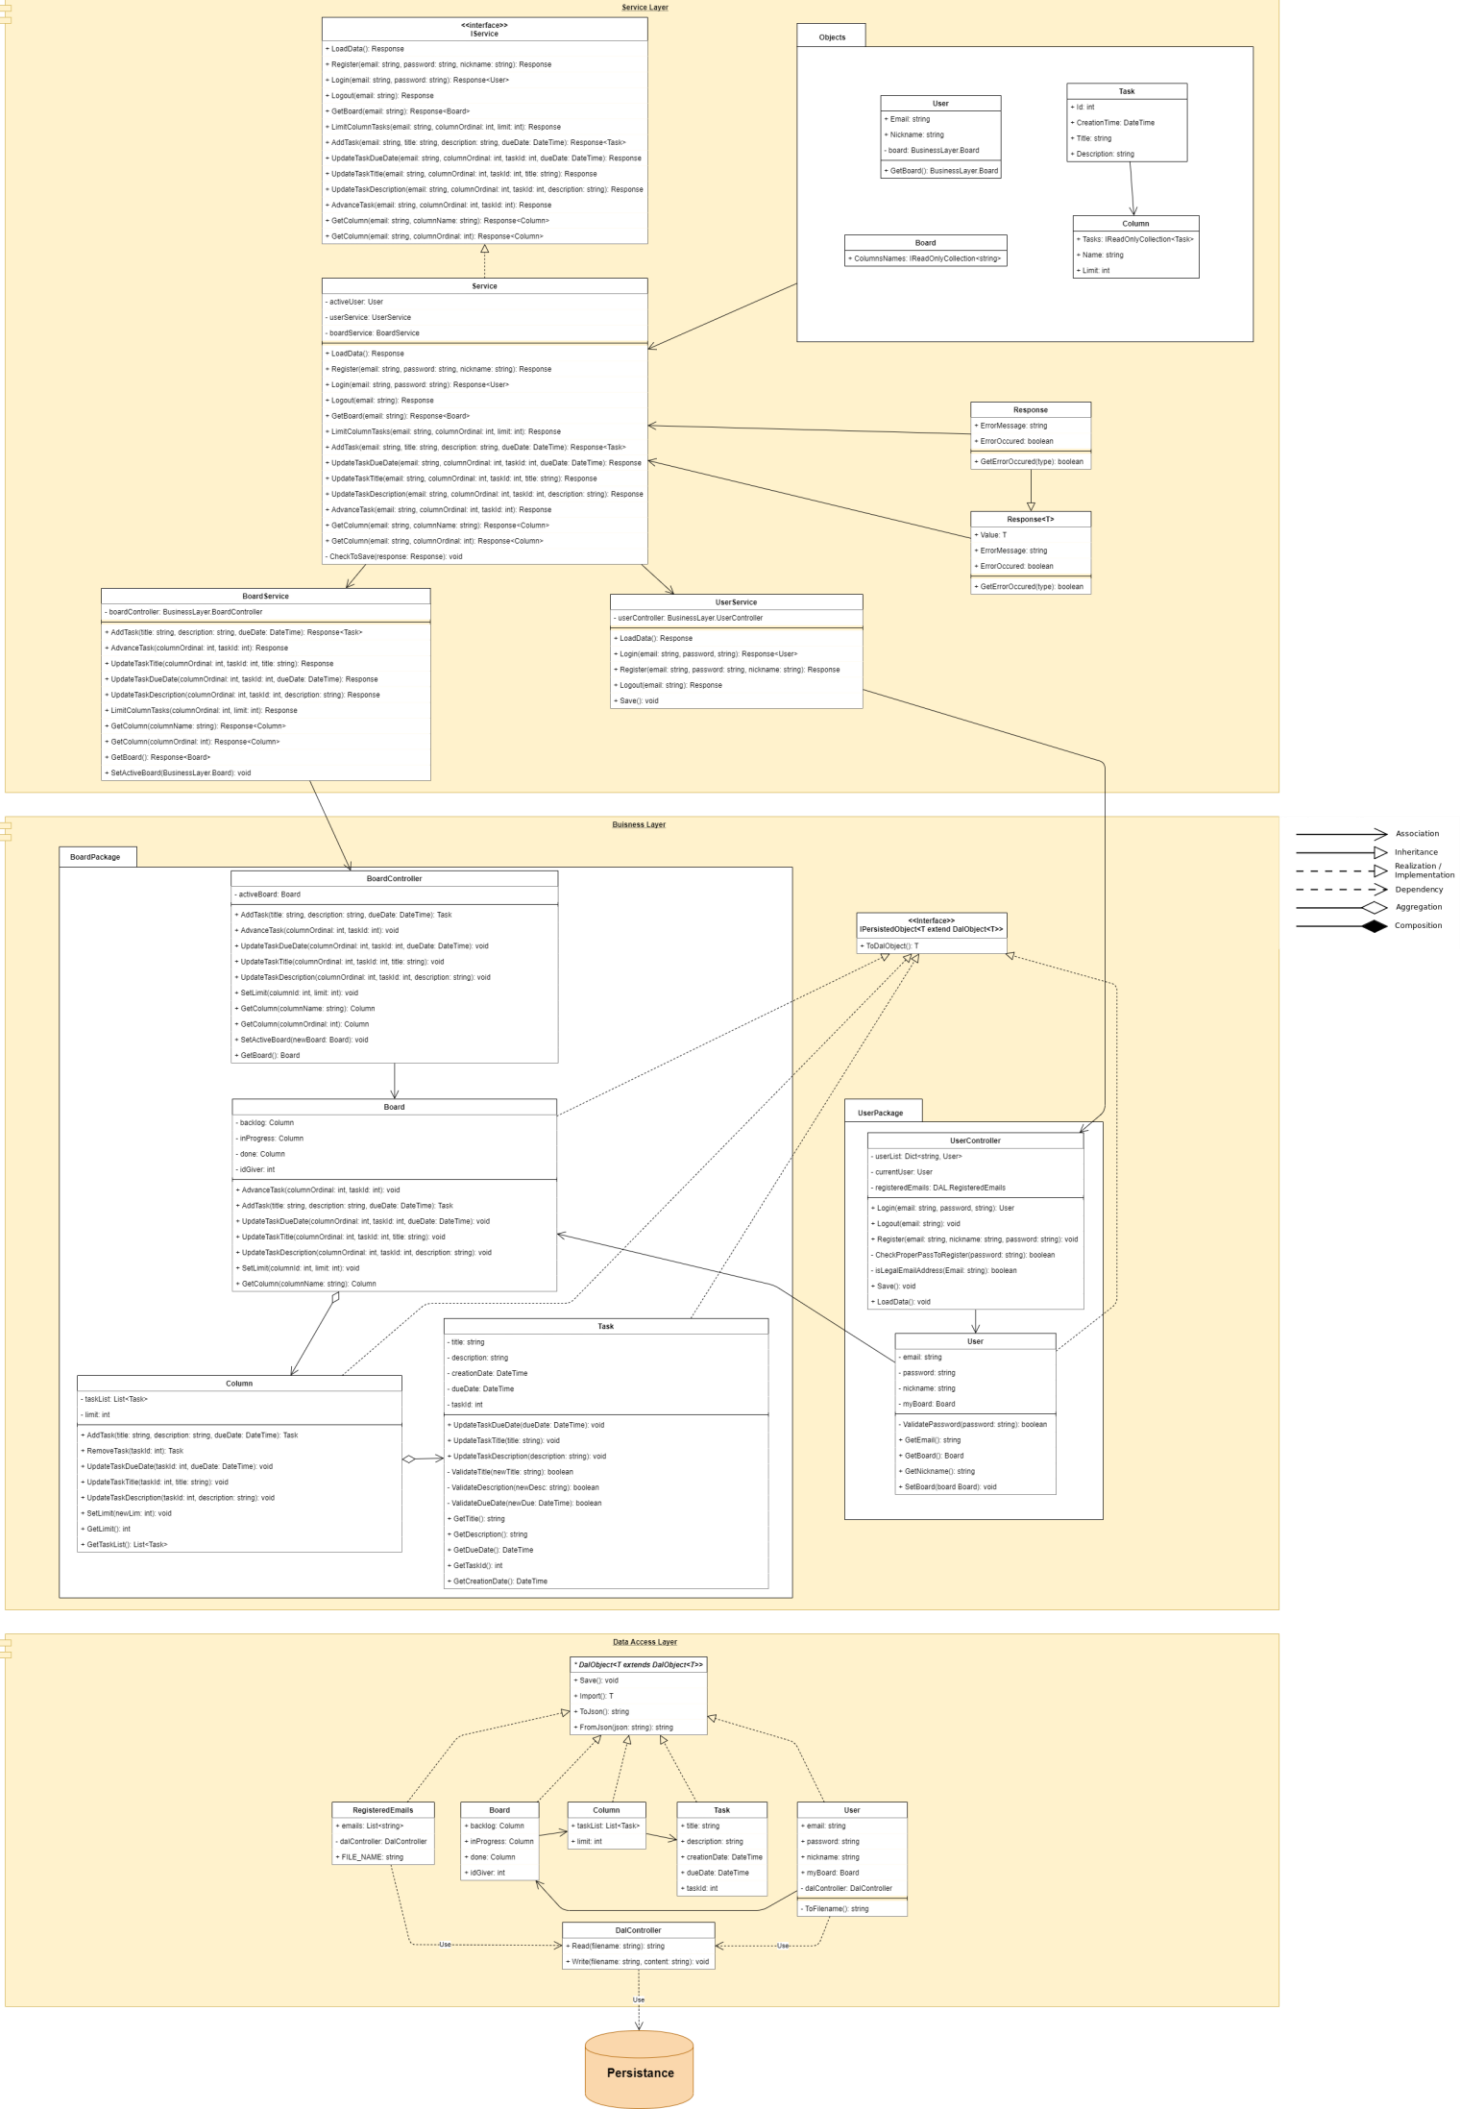 Service Layer
<<interface>>
IService
+ LoadData(): Response
+ Register(email: string, password: string, nickname: string): Response
+ Login(email: string, password: string): Response<User>
+ Logout(email: string): Response
+ GetBoard(email: string): Response<Board>
+ LimitColumnTasks(email: string, columnOrdinal: int, limit: int): Response
+ AddTask(email: string, title: string, description: string, dueDate: DateTime): Response<Task>
+ UpdateTaskDueDate(email: string, columnOrdinal: int, taskId: int, dueDate: DateTime): Response
+ UpdateTaskTitle(email: string, columnOrdinal: int, taskId: int, title: string): Response
+ UpdateTaskDescription(email: string, columnOrdinal: int, taskId: int, description: string): Response
+ AdvanceTask(email: string, columnOrdinal: int, taskId: int): Response
+ GetColumn(email: string, columnName: string): Response<Column>
+ GetColumn(email: string, columnOrdinal: int): Response<Column>
Objects
User
+ Email: string
+ Nickname: string
- board: BusinessLayer.Board
+ GetBoard(): BusinessLayer.Board
Task
+ Id: int
+ CreationTime: DateTime
+ Title: string
+ Description: string
Board
+ ColumnsNames: IReadOnlyCollection<string>
Column
+ Tasks: IReadOnlyCollection<Task>
+ Name: string
+ Limit: int
Service
- activeUser: User
- userService: UserService
- boardService: BoardService
+ LoadData(): Response
+ Register(email: string, password: string, nickname: string): Response
+ Login(email: string, password: string): Response<User>
+ Logout(email: string): Response
+ GetBoard(email: string): Response<Board>
+ LimitColumnTasks(email: string, columnOrdinal: int, limit: int): Response
+ AddTask(email: string, title: string, description: string, dueDate: DateTime): Response<Task>
+ UpdateTaskDueDate(email: string, columnOrdinal: int, taskId: int, dueDate: DateTime): Response
+ UpdateTaskTitle(email: string, columnOrdinal: int, taskId: int, title: string): Response
+ UpdateTaskDescription(email: string, columnOrdinal: int, taskId: int, description: string): Response
+ AdvanceTask(email: string, columnOrdinal: int, taskId: int): Response
+ GetColumn(email: string, columnName: string): Response<Column>
+ GetColumn(email: string, columnOrdinal: int): Response<Column>
- CheckToSave(response: Response): void
Response
+ ErrorMessage: string
+ ErrorOccured: boolean
+ GetErrorOccured(type): boolean
Response<T>
+ Value: T
+ ErrorMessage: string
+ ErrorOccured: boolean
+ GetErrorOccured(type): boolean
BoardService
- boardController: BusinessLayer.BoardController
+ AddTask(title: string, description: string, dueDate: DateTime): Response<Task>
+ AdvanceTask(columnOrdinal: int, taskId: int): Response
+ UpdateTaskTitle(columnOrdinal: int, taskId: int, title: string): Response
+ UpdateTaskDueDate(columnOrdinal: int, taskId: int, dueDate: DateTime): Response
+ UpdateTaskDescription(columnOrdinal: int, taskId: int, description: string): Response
+ LimitColumnTasks(columnOrdinal: int, limit: int): Response
+ GetColumn(columnName: string): Response<Column>
+ GetColumn(columnOrdinal: int): Response<Column>
+ GetBoard(): Response<Board>
+ SetActiveBoard(BusinessLayer.Board): void
UserService
- userController: BusinessLayer.UserController
+ LoadData(): Response
+ Login(email: string, password, string): Response<User>
+ Register(email: string, password: string, nickname: string): Response
+ Logout(email: string): Response
+ Save(): void
Buisness Layer
BoardPackage
BoardController
- activeBoard: Board
+ AddTask(title: string, description: string, dueDate: DateTime): Task
+ AdvanceTask(columnOrdinal: int, taskId: int): void
+ UpdateTaskDueDate(columnOrdinal: int, taskId: int, dueDate: DateTime): void
+ UpdateTaskTitle(columnOrdinal: int, taskId: int, title: string): void
+ UpdateTaskDescription(columnOrdinal: int, taskId: int, description: string): void
+ SetLimit(columnId: int, limit: int): void
+ GetColumn(columnName: string): Column
+ GetColumn(columnOrdinal: int): Column
+ SetActiveBoard(newBoard: Board): void
+ GetBoard(): Board
<<Interface>>
IPersistedObject<T extend DalObject<T>>
+ ToDalObject(): T
Association
Inheritance
Realization /
Implementation
Dependency
Aggregation
Composition
Board
- backlog: Column
- inProgress: Column
- done: Column
- idGiver: int
+ AdvanceTask(columnOrdinal: int, taskId: int): void
+ AddTask(title: string, description: string, dueDate: DateTime): Task
+ UpdateTaskDueDate(columnOrdinal: int, taskId: int, dueDate: DateTime): void
+ UpdateTaskTitle(columnOrdinal: int, taskId: int, title: string): void
+ UpdateTaskDescription(columnOrdinal: int, taskId: int, description: string): void
+ SetLimit(columnId: int, limit: int): void
+ GetColumn(columnName: string): Column
UserPackage
UserController
- userList: Dict<string, User>
- currentUser: User
- registeredEmails: DAL.RegisteredEmails
+ Login(email: string, password, string): User
+ Logout(email: string): void
+ Register(email: string, nickname: string, password: string): void
- CheckProperPassToRegister(password: string): boolean
- isLegalEmailAddress(Email: string): boolean
+ Save(): void
+ LoadData(): void
User
- email: string
- password: string
- nickname: string
- myBoard: Board
- ValidatePassword(password: string): boolean
+ GetEmail(): string
+ GetBoard(): Board
+ GetNickname(): string
+ SetBoard(board Board): void
Task
- title: string
- description: string
- creationDate: DateTime
- dueDate: DateTime
- taskId: int
+ UpdateTaskDueDate(dueDate: DateTime): void
+ UpdateTaskTitle(title: string): void
+ UpdateTaskDescription(description: string): void
- ValidateTitle(newTitle: string): boolean
- ValidateDescription(newDesc: string): boolean
- ValidateDueDate(newDue: DateTime): boolean
+ GetTitle(): string
+ GetDescription(): string
+ GetDueDate(): DateTime
+ GetTaskId(): int
+ GetCreationDate(): DateTime
Column
- taskList: List<Task>
- limit: int
+ AddTask(title: string, description: string, dueDate: DateTime): Task
+ RemoveTask(taskId: int): Task
+ UpdateTaskDueDate(taskId: int, dueDate: DateTime): void
+ UpdateTaskTitle(taskId: int, title: string): void
+ UpdateTaskDescription(taskId: int, description: string): void
+ SetLimit(newLim: int): void
+ GetLimit(): int
+ GetTaskList(): List<Task>
Data Access Layer
* DalObject<T extends DalObject<T>>
+ Save(): void
+ Import(): T
+ ToJson(): string
+ FromJson(json: string): string
RegisteredEmails
+ emails: List<string>
- dalController: DalController
+ FILE_NAME: string
Board
+ backlog: Column
+ inProgress: Column
+ done: Column
+ idGiver: int
Column
+ taskList: List<Task>
+ limit: int
Task
+ title: string
+ description: string
+ creationDate: DateTime
+ dueDate: DateTime
+ taskId: int
User
+ email: string
+ password: string
+ nickname: string
+ myBoard: Board
- dalController: DalController
- ToFilename(): string
DalController
+ Read(filename: string): string
+ Write(filename: string, content: string): void
Use
Use
Use
Persistance